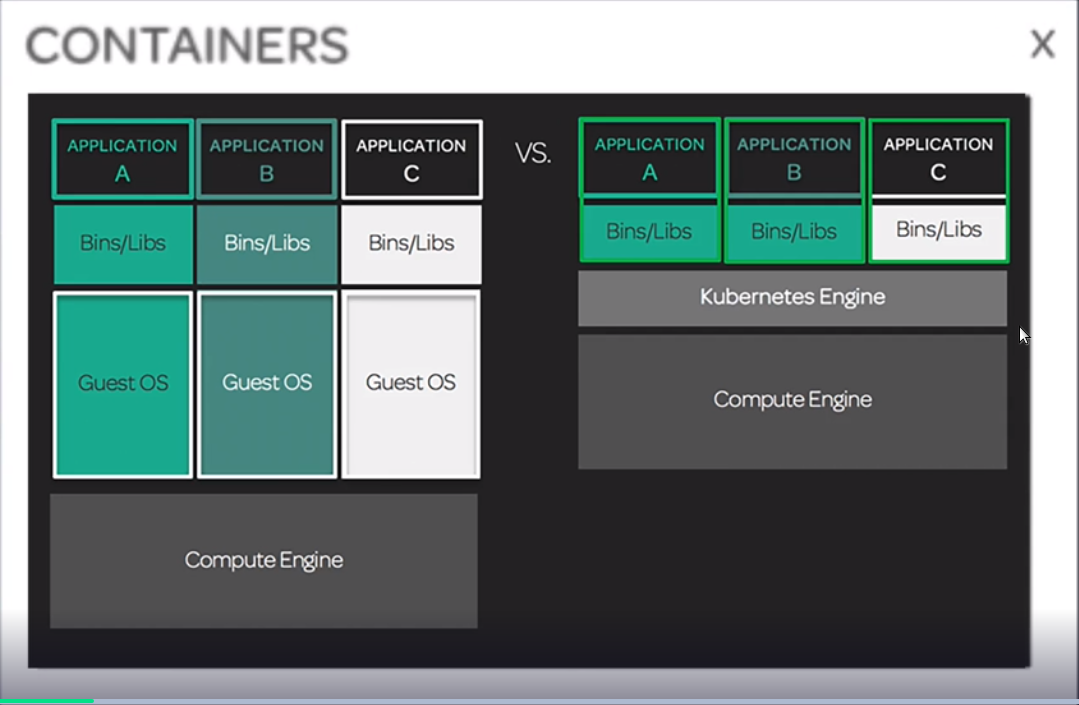 CONTAINERS
X
APPLICATION
A
APPLICATION
B
APPLICATION
C
Bins/Libs
Bins/Libs
Bins/Libs
Guest OS
Guest OS
Guest OS
Compute Engine
VS.
APPLICATION
A
APPLICATION
B
APPLICATION
C
Bins/Libs
Bins/Libs
Bins/Libs
Kubernetes Engine
Compute Engine